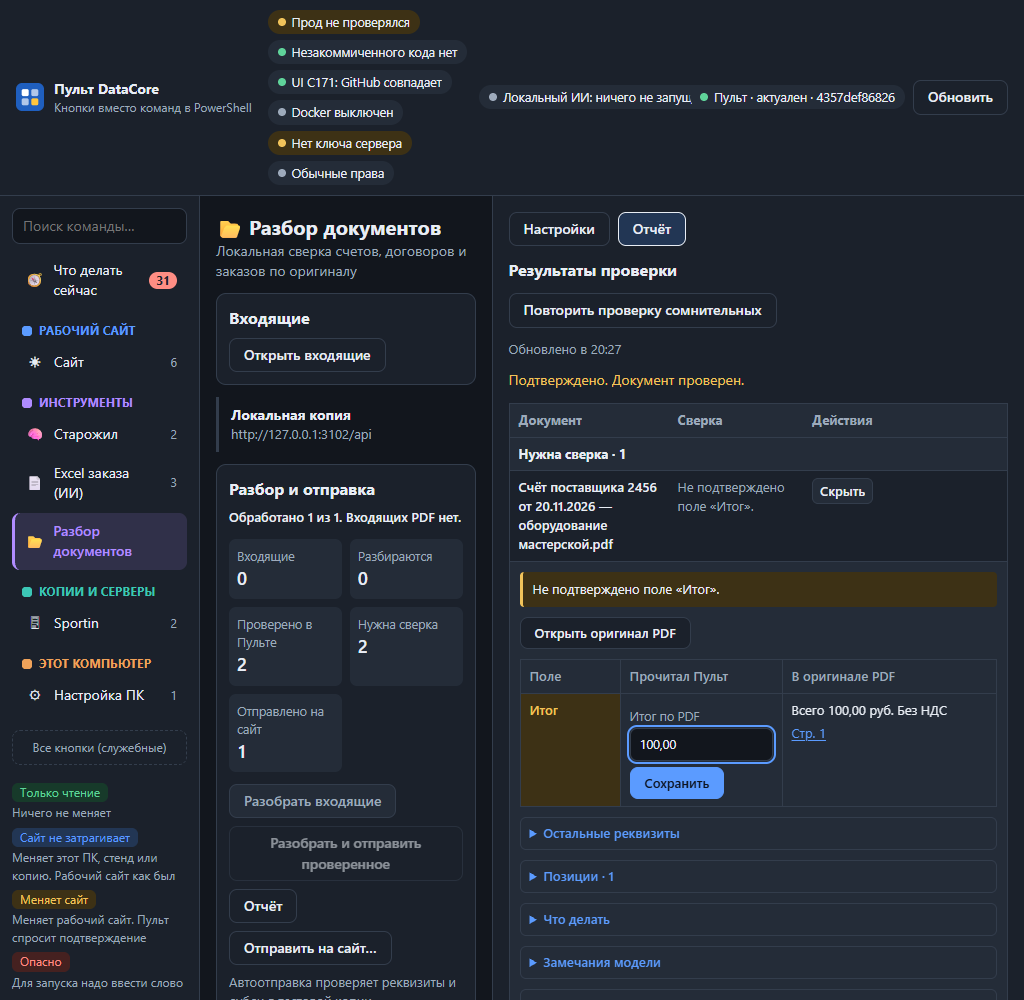 Пульт DataCore
Кнопки вместо команд в PowerShell
Прод не проверялся
Незакоммиченного кода нет
UI C171: GitHub совпадает
Docker выключен
Нет ключа сервера
Обычные права
Локальный ИИ: ничего не запущ
Пульт · актуален · 4357def86826
Обновить
Поиск команды...
Что делать
сейчас
31
РАБОЧИЙ САЙТ
Сайт 6
ИНСТРУМЕНТЫ
Старожил 2
Excel заказа
(ИИ)
3
Разбор
документов
КОПИИ И СЕРВЕРЫ
Sportin 2
ЭТОТ КОМПЬЮТЕР
Настройка ПК 1
Все кнопки (служебные)
Только чтение
Ничего не меняет
Сайт не затрагивает
Меняет этот ПК, стенд или
копию. Рабочий сайт как был
Меняет сайт
Меняет рабочий сайт. Пульт
спросит подтверждение
Опасно
Для запуска надо ввести слово
Разбор документов
Локальная сверка счетов, договоров и
заказов по оригиналу
Входящие
Открыть входящие
Локальная копия
http://127.0.0.1:3102/api
Разбор и отправка
Обработано 1 из 1. Входящих PDF нет.
Входящие
0
Разбираются
0
Проверено в
Пульте
2
Нужна сверка
2
Отправлено на
сайт
1
Разобрать входящие
Разобрать и отправить
проверенное
Отчёт
Отправить на сайт...
Автоотправка проверяет реквизиты и
Настройки
Отчёт
Результаты проверки
Повторить проверку сомнительных
Обновлено в 20:27
Подтверждено. Документ проверен.
Документ Сверка Действия
Нужна сверка · 1
Счёт поставщика 2456
от 20.11.2026 —
оборудование
мастерской.pdf
Не подтверждено
поле «Итог».
Скрыть
Не подтверждено поле «Итог».
Открыть оригинал PDF
Поле Прочитал Пульт В оригинале PDF
Итог
Итог по PDF
100,00
Сохранить
Всего 100,00 руб. Без НДС
Стр. 1
Остальные реквизиты
Позиции · 1
Что делать
Замечания модели